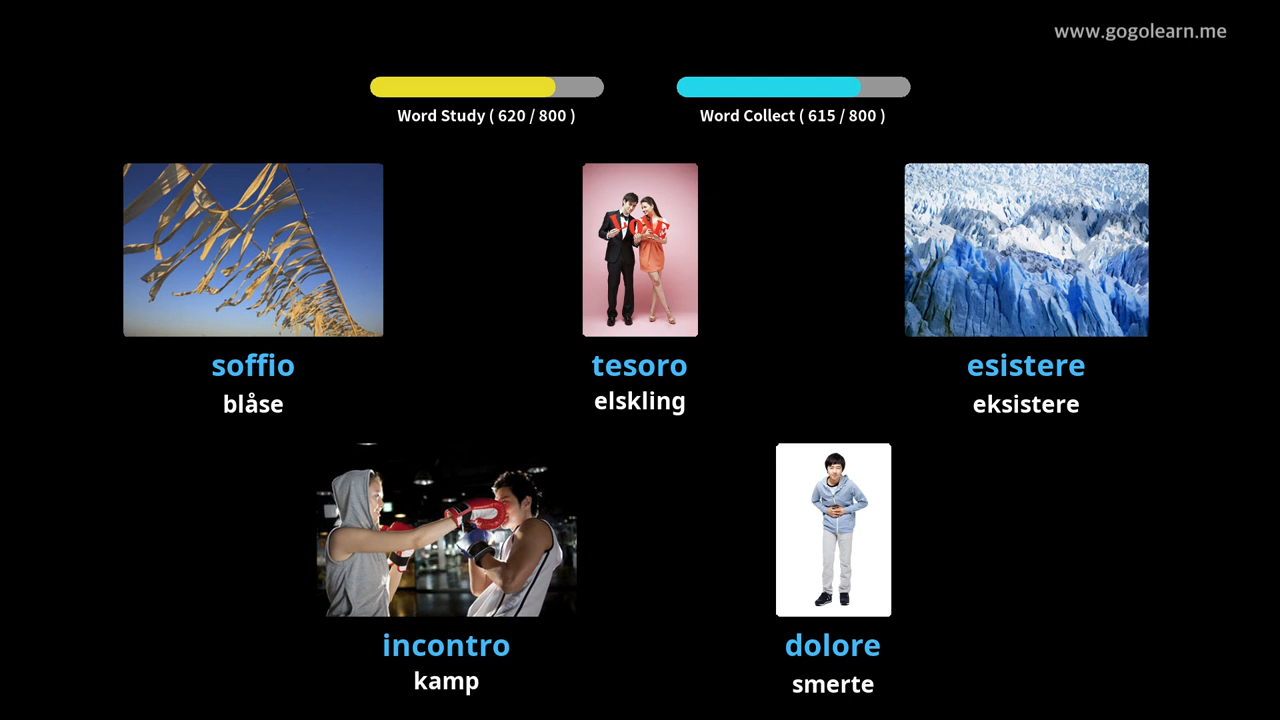 www.gogolearn.me
Word Study ( 620 / 800 )
Word Collect ( 615 / 800 )
LOVE
soffio
blåse
tesoro
elskling
esistere
eksistere
incontro
kamp
dolore
smerte